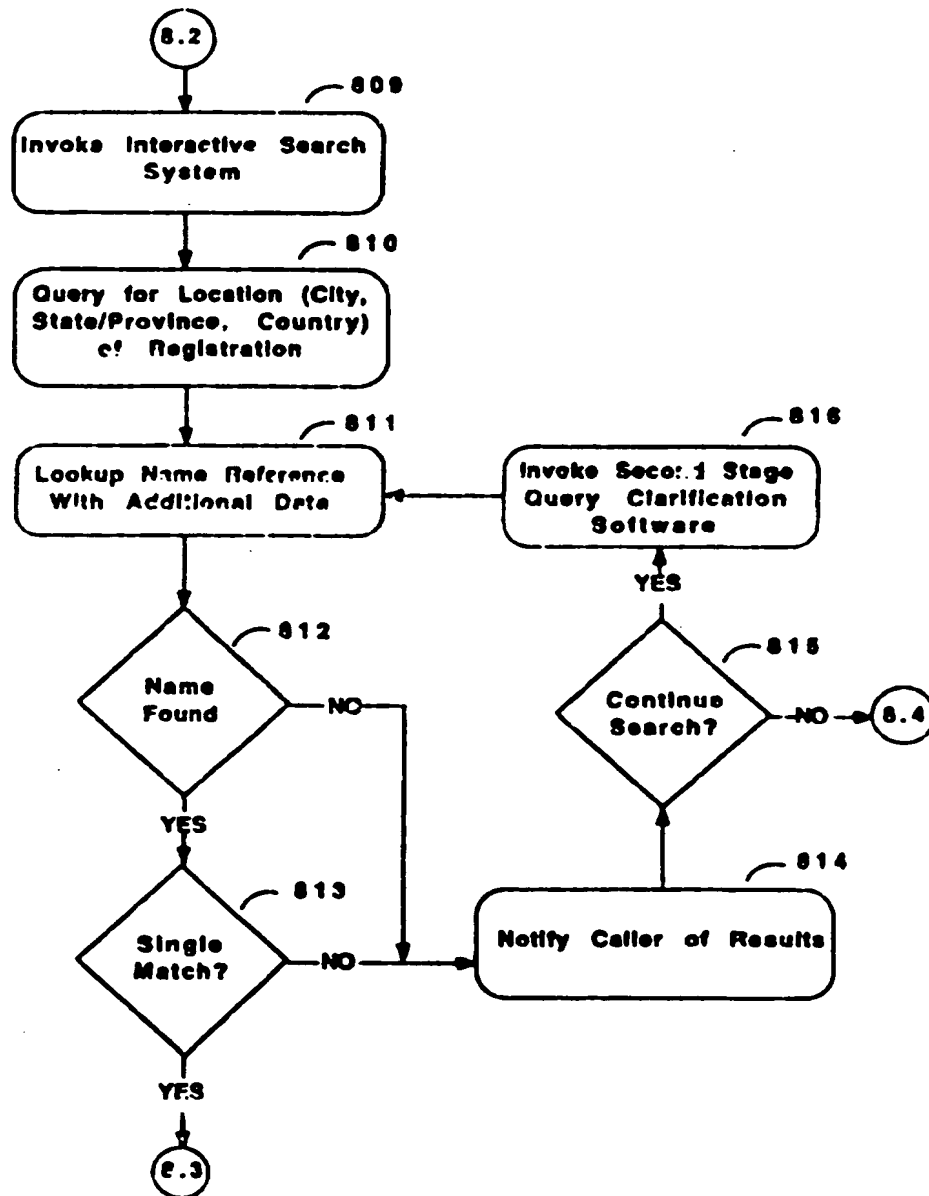 8.2
809
Invoke Interactive Search
System
810
Query for Location (City,
State/Province, Country)
of Registration
811
Lookup Name Reference
With Additional Data
816
Invoke Second Stage
Query Clarification
Software
YES
812
Name
Found
NO
815
Continue
Search?
NO
8.4
YES
813
Single
Match?
NO
814
Notify Caller of Results
YES
8.3